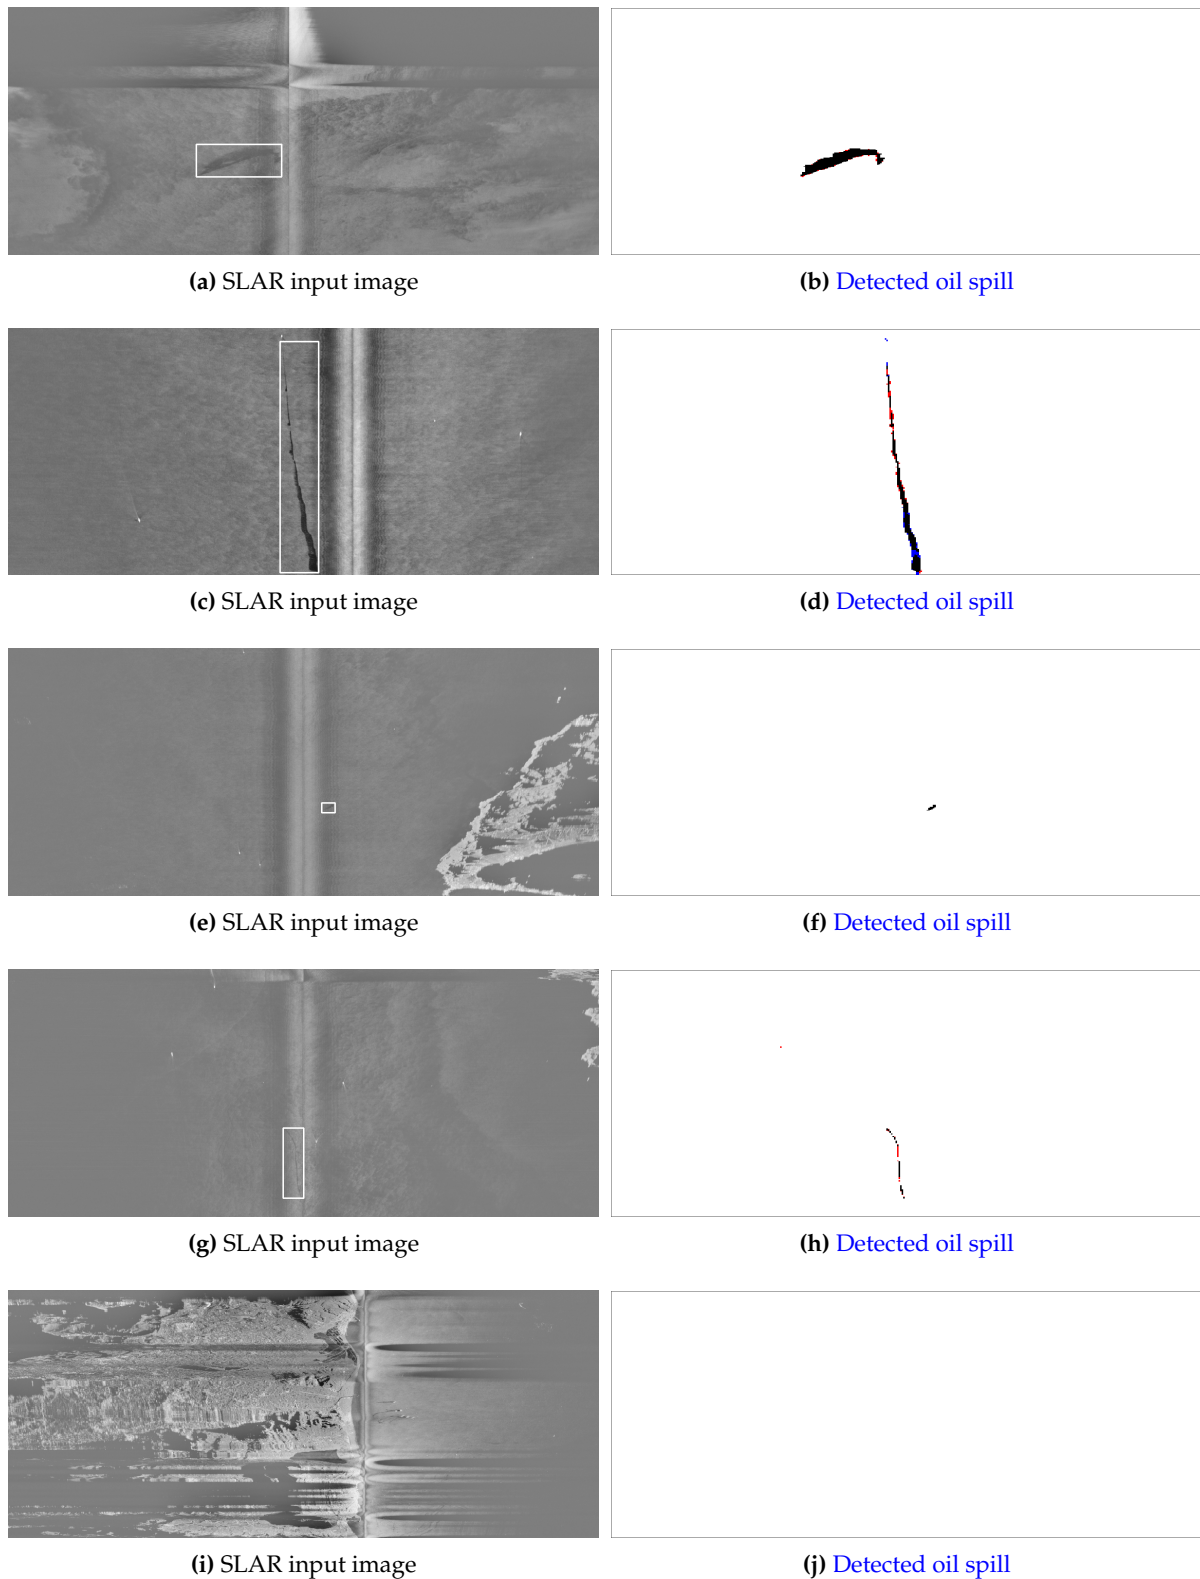 (a) SLAR input image
(b) Detected oil spill
(c) SLAR input image
(d) Detected oil spill
(e) SLAR input image
(f) Detected oil spill
(g) SLAR input image
(h) Detected oil spill
(i) SLAR input image
(j) Detected oil spill